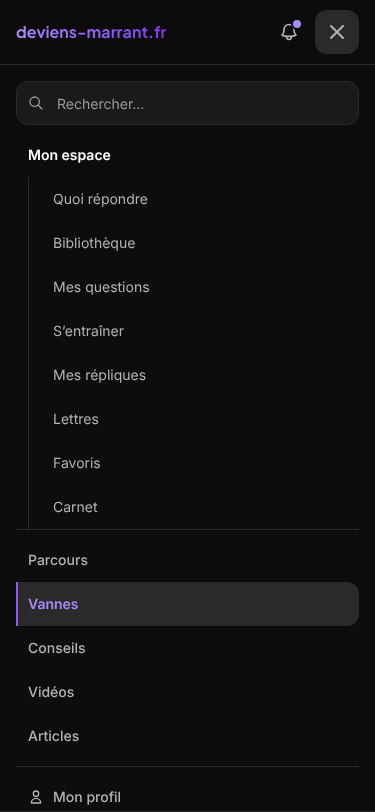 deviens-marrant.fr
Rechercher...
Mon espace
Quoi répondre
Bibliothèque
Mes questions
S’entraîner
Mes répliques
Lettres
Favoris
Carnet
Parcours
Vannes
Conseils
Vidéos
Articles
Mon profil